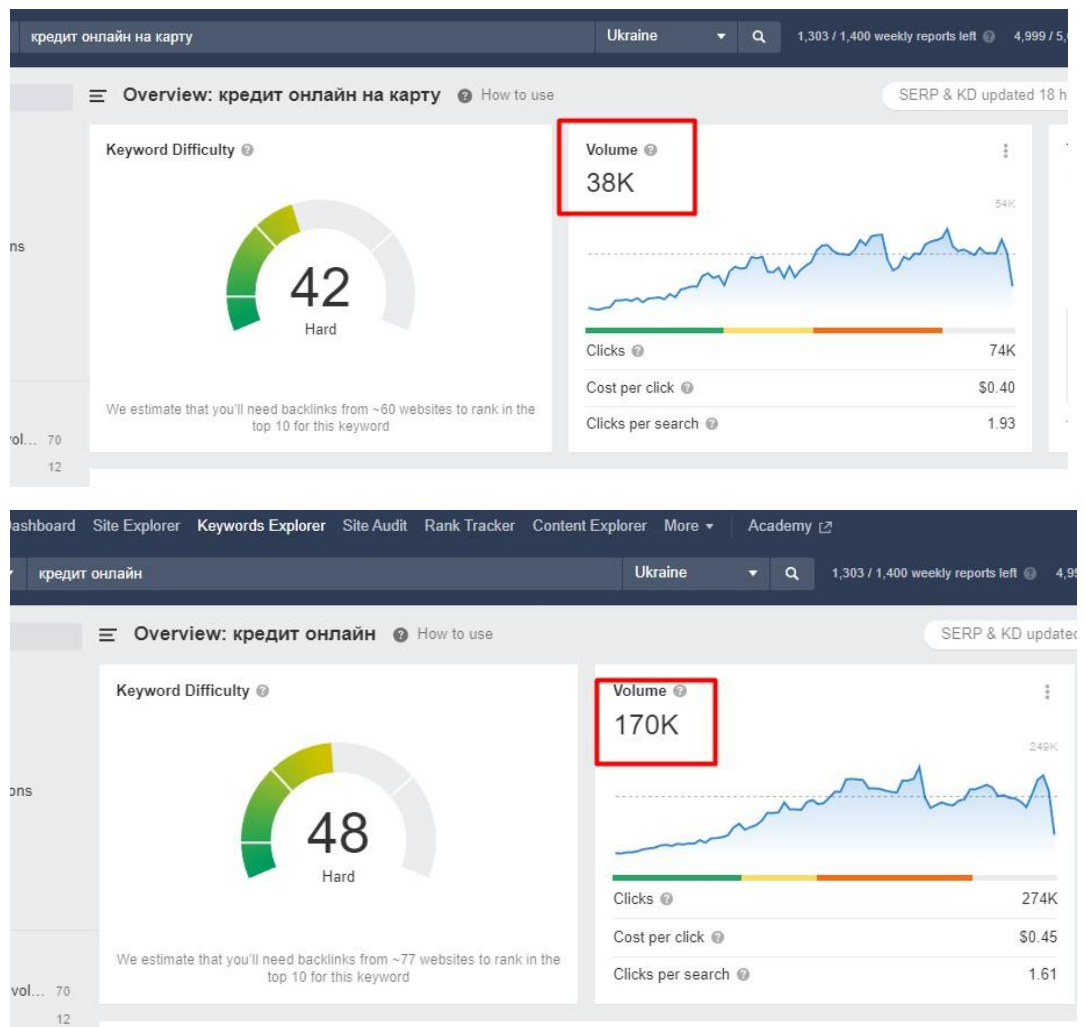 кредит онлайн на карту
Ukraine
1,303 / 1,400 weekly reports left
4,999 / 5,
Overview: кредит онлайн на карту
How to use
SERP & KD updated 18 h
Keyword Difficulty
Volume
38K
54K
42
Hard
We estimate that you'll need backlinks from ~60 websites to rank in the
top 10 for this keyword
Clicks
74K
Cost per click
$0.40
Clicks per search
1.93
ns
vol... 70
12
Dashboard Site Explorer Keywords Explorer Site Audit Rank Tracker Content Explorer More Academy
кредит онлайн
Ukraine
1,303 / 1,400 weekly reports left
4,99
Overview: кредит онлайн
How to use
SERP & KD updated
Keyword Difficulty
Volume
170K
249K
48
Hard
We estimate that you'll need backlinks from ~77 websites to rank in the
top 10 for this keyword
Clicks
274K
Cost per click
$0.45
Clicks per search
1.61
ons
vol... 70
12